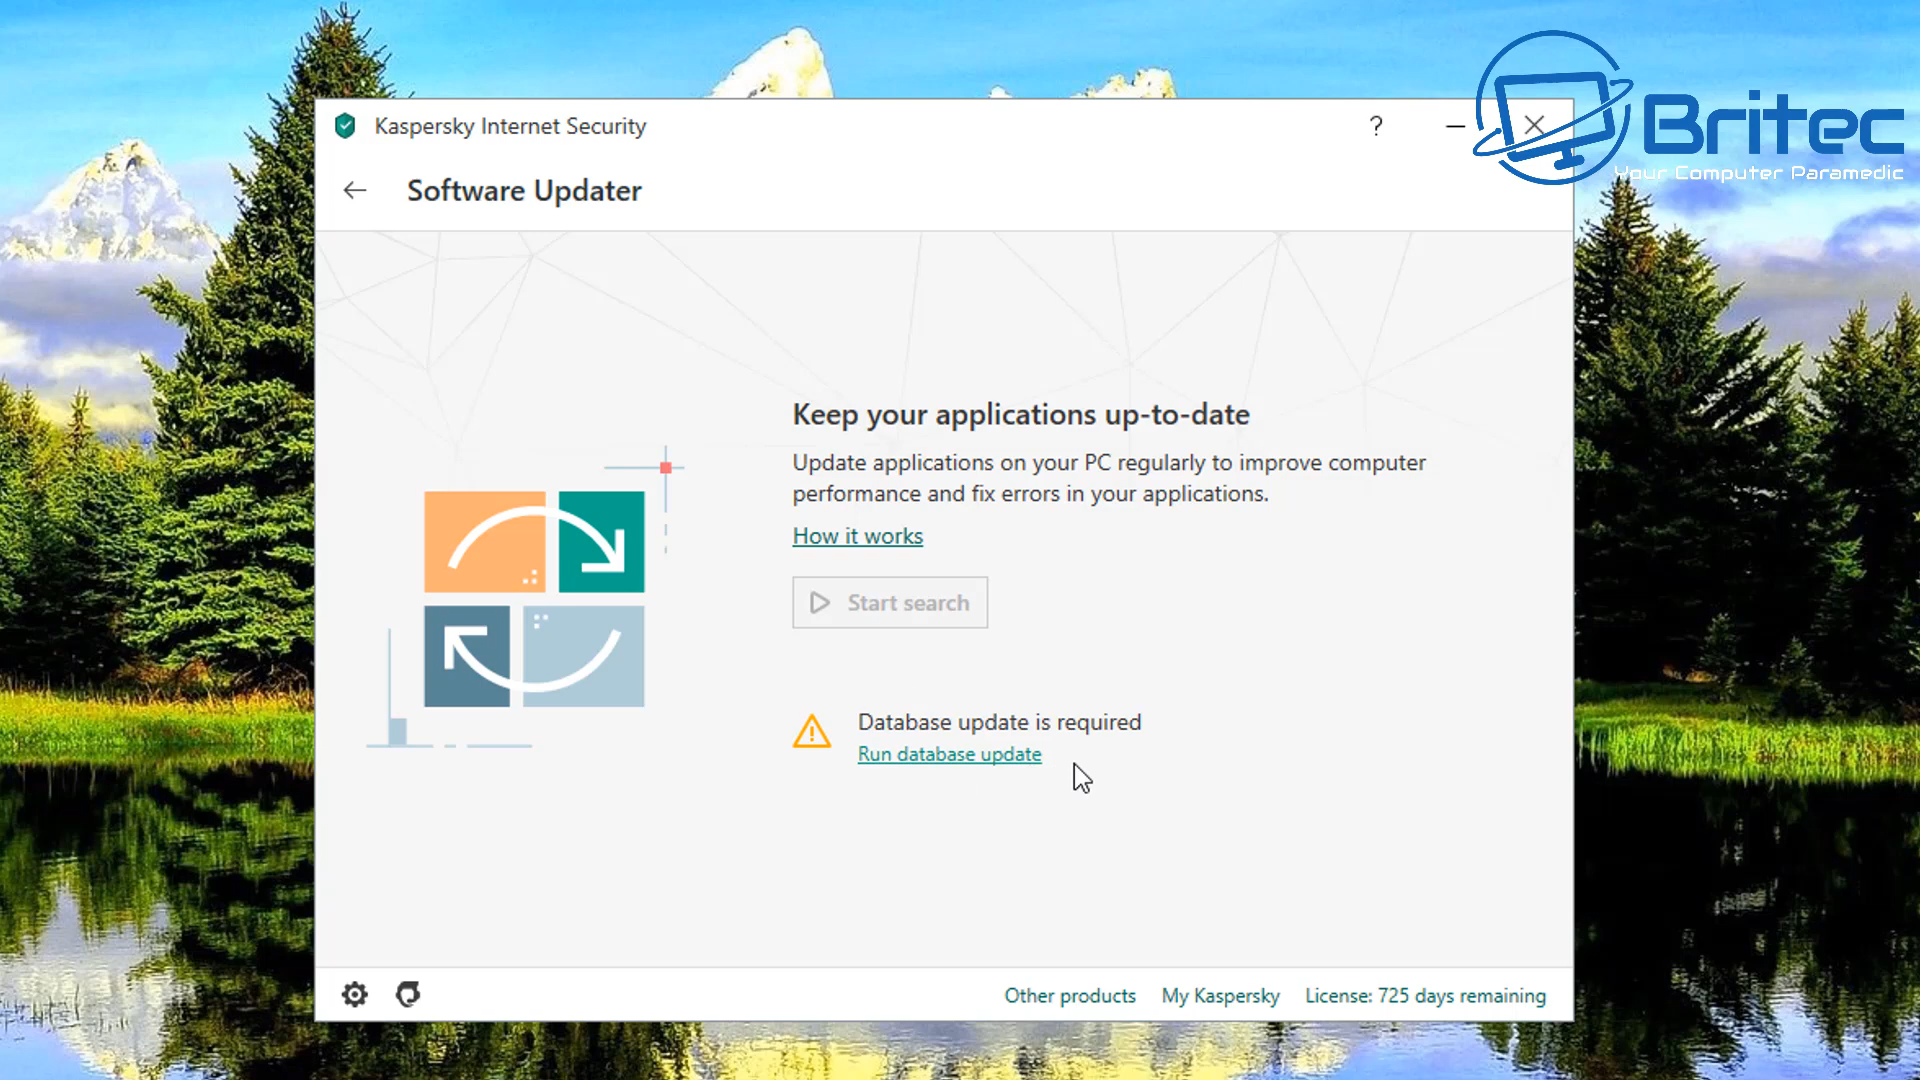 Britec
Your Computer Paramedic
Kaspersky Internet Security
?
Software Updater
Keep your applications up-to-date
Update applications on your PC regularly to improve computer
performance and fix errors in your applications.
How it works
Start search
Database update is required
Run database update
Other products My Kaspersky License: 725 days remaining